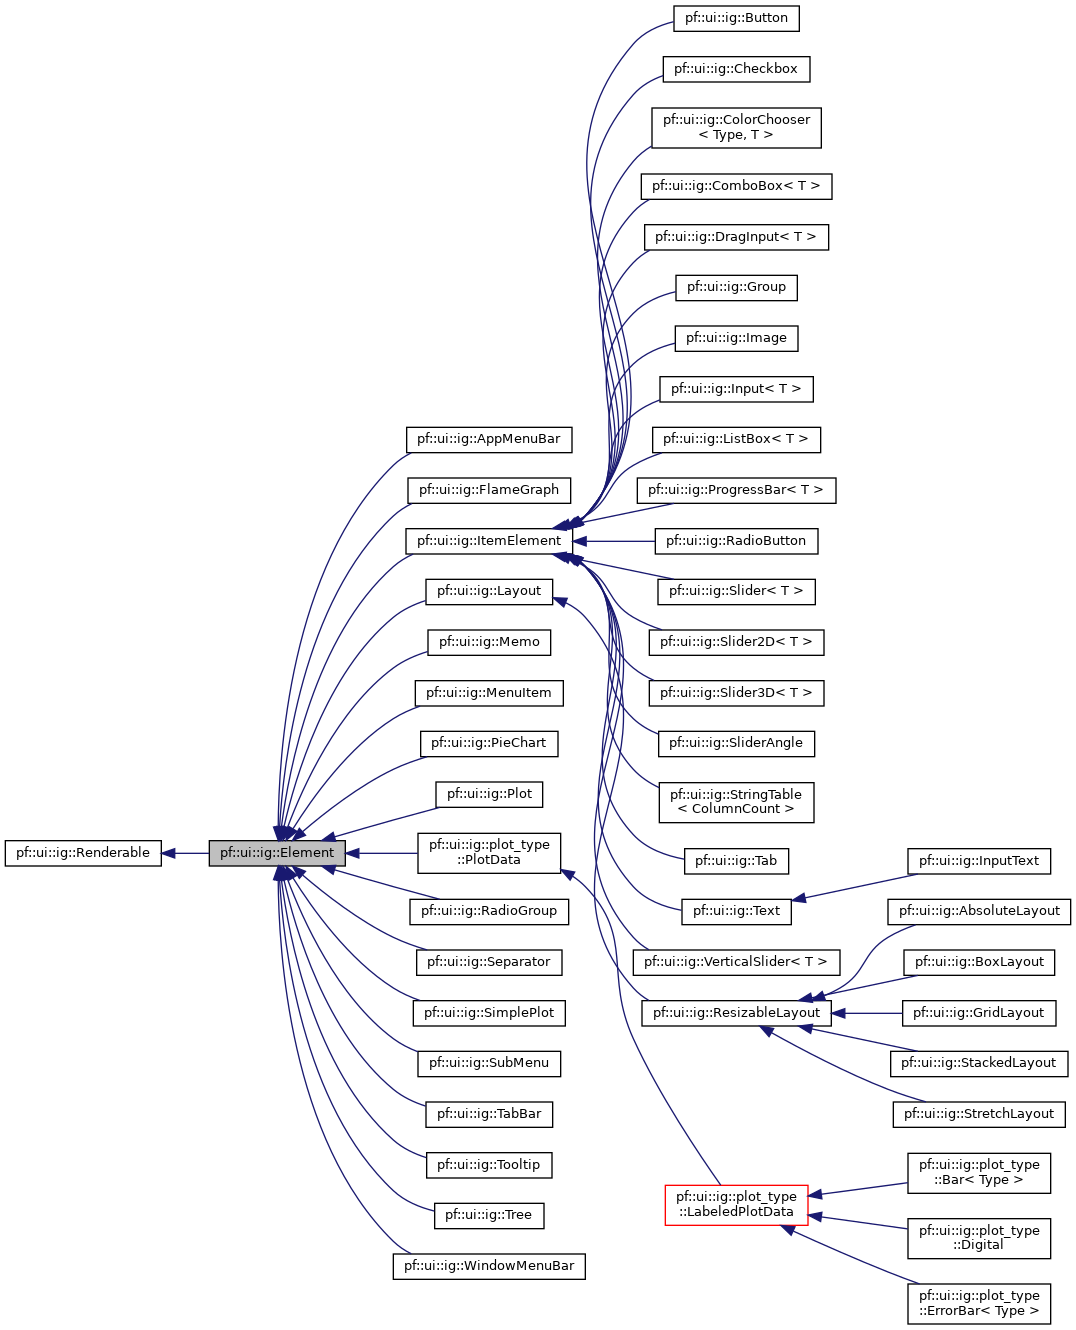 pf::ui::ig::Button
pf::ui::ig::Checkbox
pf::ui::ig::ColorChooser
< Type, T >
pf::ui::ig::ComboBox< T >
pf::ui::ig::DragInput< T >
pf::ui::ig::Group
pf::ui::ig::Image
pf::ui::ig::Input< T >
pf::ui::ig::ListBox< T >
pf::ui::ig::ProgressBar< T >
pf::ui::ig::RadioButton
pf::ui::ig::Slider< T >
pf::ui::ig::Slider2D< T >
pf::ui::ig::Slider3D< T >
pf::ui::ig::SliderAngle
pf::ui::ig::StringTable
< ColumnCount >
pf::ui::ig::Tab
pf::ui::ig::Text
pf::ui::ig::VerticalSlider< T >
pf::ui::ig::ResizableLayout
pf::ui::ig::plot_type
::LabeledPlotData
pf::ui::ig::AppMenuBar
pf::ui::ig::FlameGraph
pf::ui::ig::ItemElement
pf::ui::ig::Layout
pf::ui::ig::Memo
pf::ui::ig::MenuItem
pf::ui::ig::PieChart
pf::ui::ig::Plot
pf::ui::ig::plot_type
::PlotData
pf::ui::ig::RadioGroup
pf::ui::ig::Separator
pf::ui::ig::SimplePlot
pf::ui::ig::SubMenu
pf::ui::ig::TabBar
pf::ui::ig::Tooltip
pf::ui::ig::Tree
pf::ui::ig::WindowMenuBar
pf::ui::ig::Renderable
pf::ui::ig::Element
pf::ui::ig::InputText
pf::ui::ig::AbsoluteLayout
pf::ui::ig::BoxLayout
pf::ui::ig::GridLayout
pf::ui::ig::StackedLayout
pf::ui::ig::StretchLayout
pf::ui::ig::plot_type
::Bar< Type >
pf::ui::ig::plot_type
::Digital
pf::ui::ig::plot_type
::ErrorBar< Type >